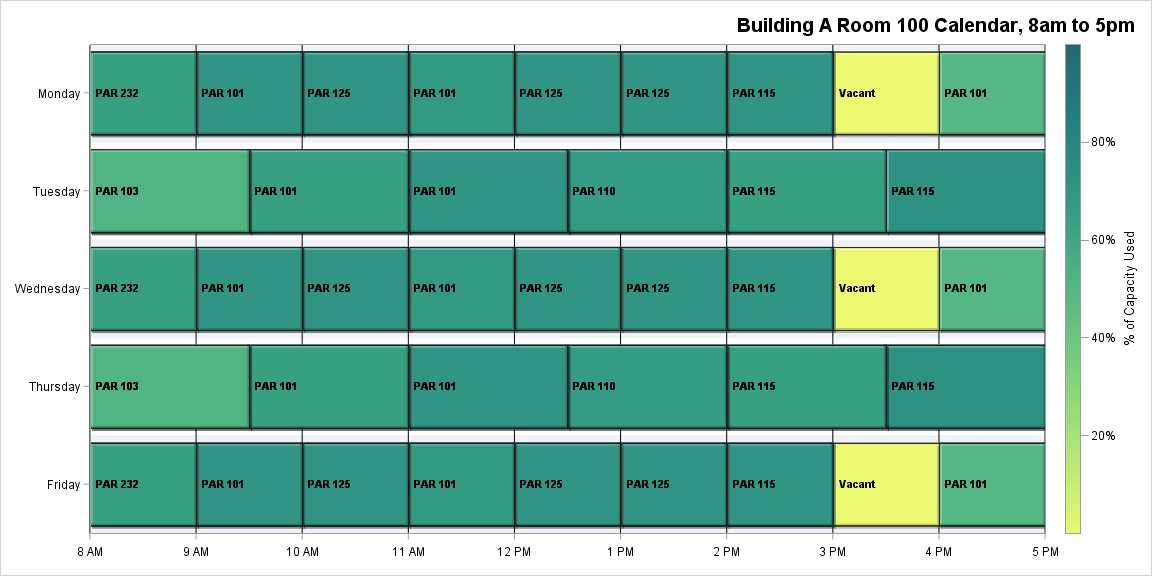 Building A Room 100 Calendar, 8am to 5pm
Monday PAR 232 PAR 101 PAR 125 PAR 101 PAR 125 PAR 125 PAR 115 Vacant PAR 101
Tuesday PAR 103 PAR 101 PAR 101 PAR 110 PAR 115 PAR 115
Wednesday PAR 232 PAR 101 PAR 125 PAR 101 PAR 125 PAR 125 PAR 115 Vacant PAR 101
Thursday PAR 103 PAR 101 PAR 101 PAR 110 PAR 115 PAR 115
Friday PAR 232 PAR 101 PAR 125 PAR 101 PAR 125 PAR 125 PAR 115 Vacant PAR 101
8 AM 9 AM 10 AM 11 AM 12 PM 1 PM 2 PM 3 PM 4 PM 5 PM
80%
60%
40%
20%
% of Capacity Used